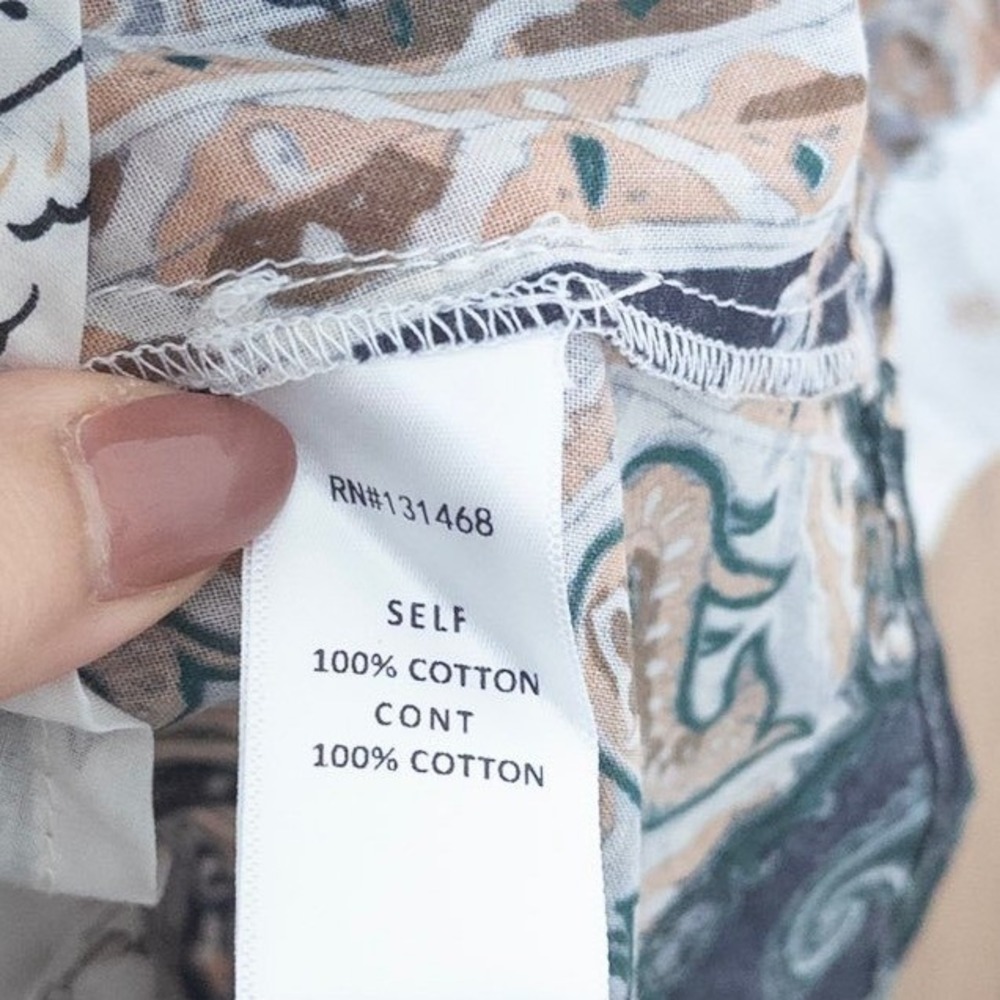 RN#131468
SELF
100% COTTON
CONT
100% COTTON